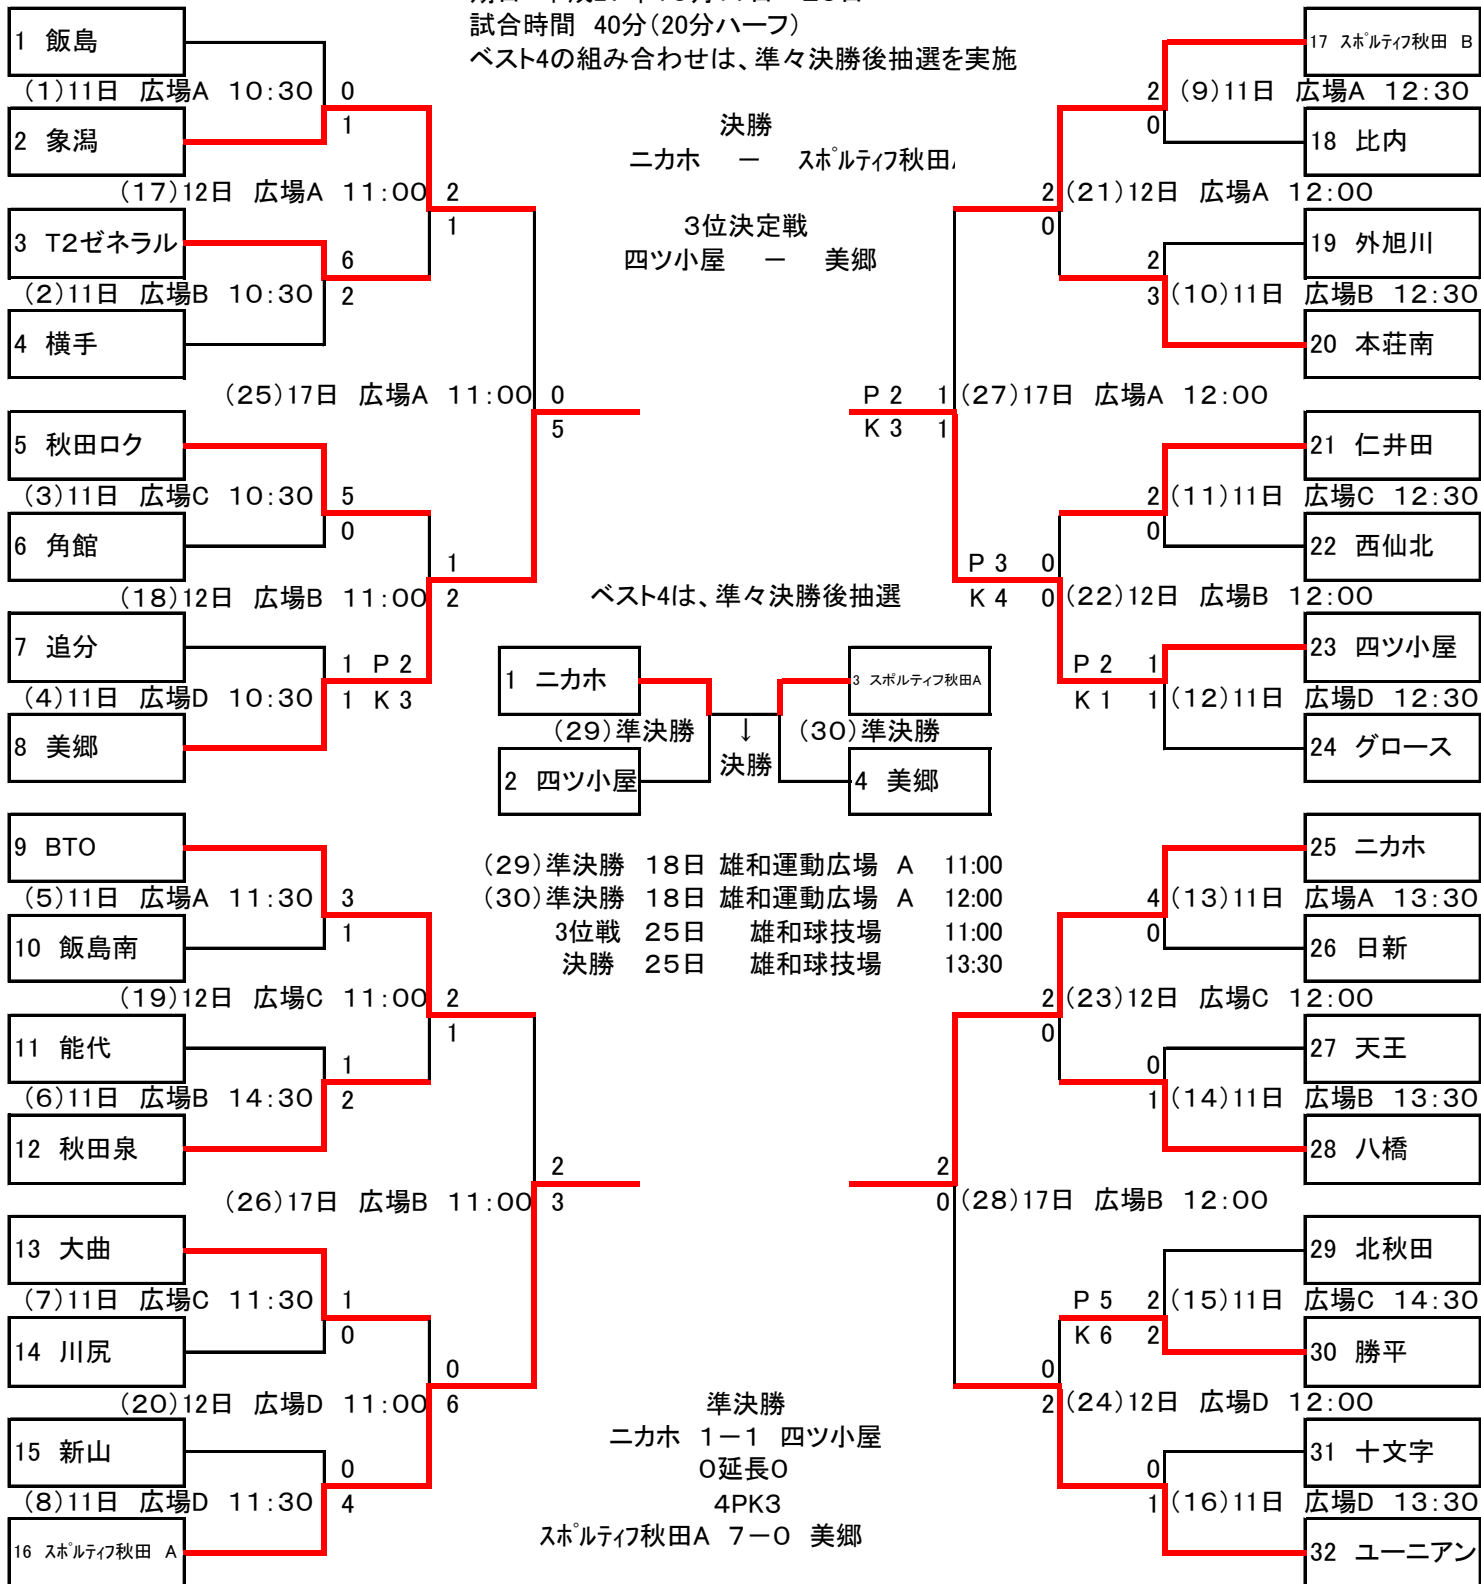 試合時間 40分(20分ハーフ)
ベスト4の組み合わせは、準々決勝後抽選を実施
決勝
ニカホ － スポルティフ秋田
3位決定戦
四ツ小屋 － 美郷
1 飯島
(1)11日 広場A 10:30 0
1
2 象潟
(17)12日 広場A 11:00 2
1
3 T2ゼネラル
6
(2)11日 広場B 10:30 2
4 横手
(25)17日 広場A 11:00 0
5
5 秋田ロク
(3)11日 広場C 10:30 5
0
6 角館
1
(18)12日 広場B 11:00 2
7 追分
1 P 2
(4)11日 広場D 10:30 1 K 3
8 美郷
9 BTO
(5)11日 広場A 11:30 3
1
10 飯島南
(19)12日 広場C 11:00 2
1
11 能代
1
(6)11日 広場B 14:30 2
12 秋田泉
2
(26)17日 広場B 11:00 3
13 大曲
(7)11日 広場C 11:30 1
0
14 川尻
0
(20)12日 広場D 11:00 6
15 新山
0
(8)11日 広場D 11:30 4
16 スポルティフ秋田 A
ベスト4は、準々決勝後抽選
1 ニカホ
3 スポルティフ秋田A
(29)準決勝 ↓ (30)準決勝
決勝
2 四ツ小屋
4 美郷
(29)準決勝 18日 雄和運動広場 A 11:00
(30)準決勝 18日 雄和運動広場 A 12:00
3位戦 25日 雄和球技場 11:00
決勝 25日 雄和球技場 13:30
準決勝
ニカホ 1－1 四ツ小屋
0延長0
4PK3
スポルティフ秋田A 7－0 美郷
17 スポルティフ秋田 B
2 (9)11日 広場A 12:30
0
18 比内
2 (21)12日 広場A 12:00
0
19 外旭川
2
3 (10)11日 広場B 12:30
20 本荘南
P 2 1 (27)17日 広場A 12:00
K 3 1
21 仁井田
2 (11)11日 広場C 12:30
0
22 西仙北
P 3 0
K 4 0 (22)12日 広場B 12:00
23 四ツ小屋
P 2 1
K 1 1 (12)11日 広場D 12:30
24 グロース
25 ニカホ
4 (13)11日 広場A 13:30
0
26 日新
2 (23)12日 広場C 12:00
0
27 天王
0
1 (14)11日 広場B 13:30
28 八橋
2
0 (28)17日 広場B 12:00
29 北秋田
P 5 2 (15)11日 広場C 14:30
K 6 2
30 勝平
0
2 (24)12日 広場D 12:00
31 十文字
0
1 (16)11日 広場D 13:30
32 ユーニアン